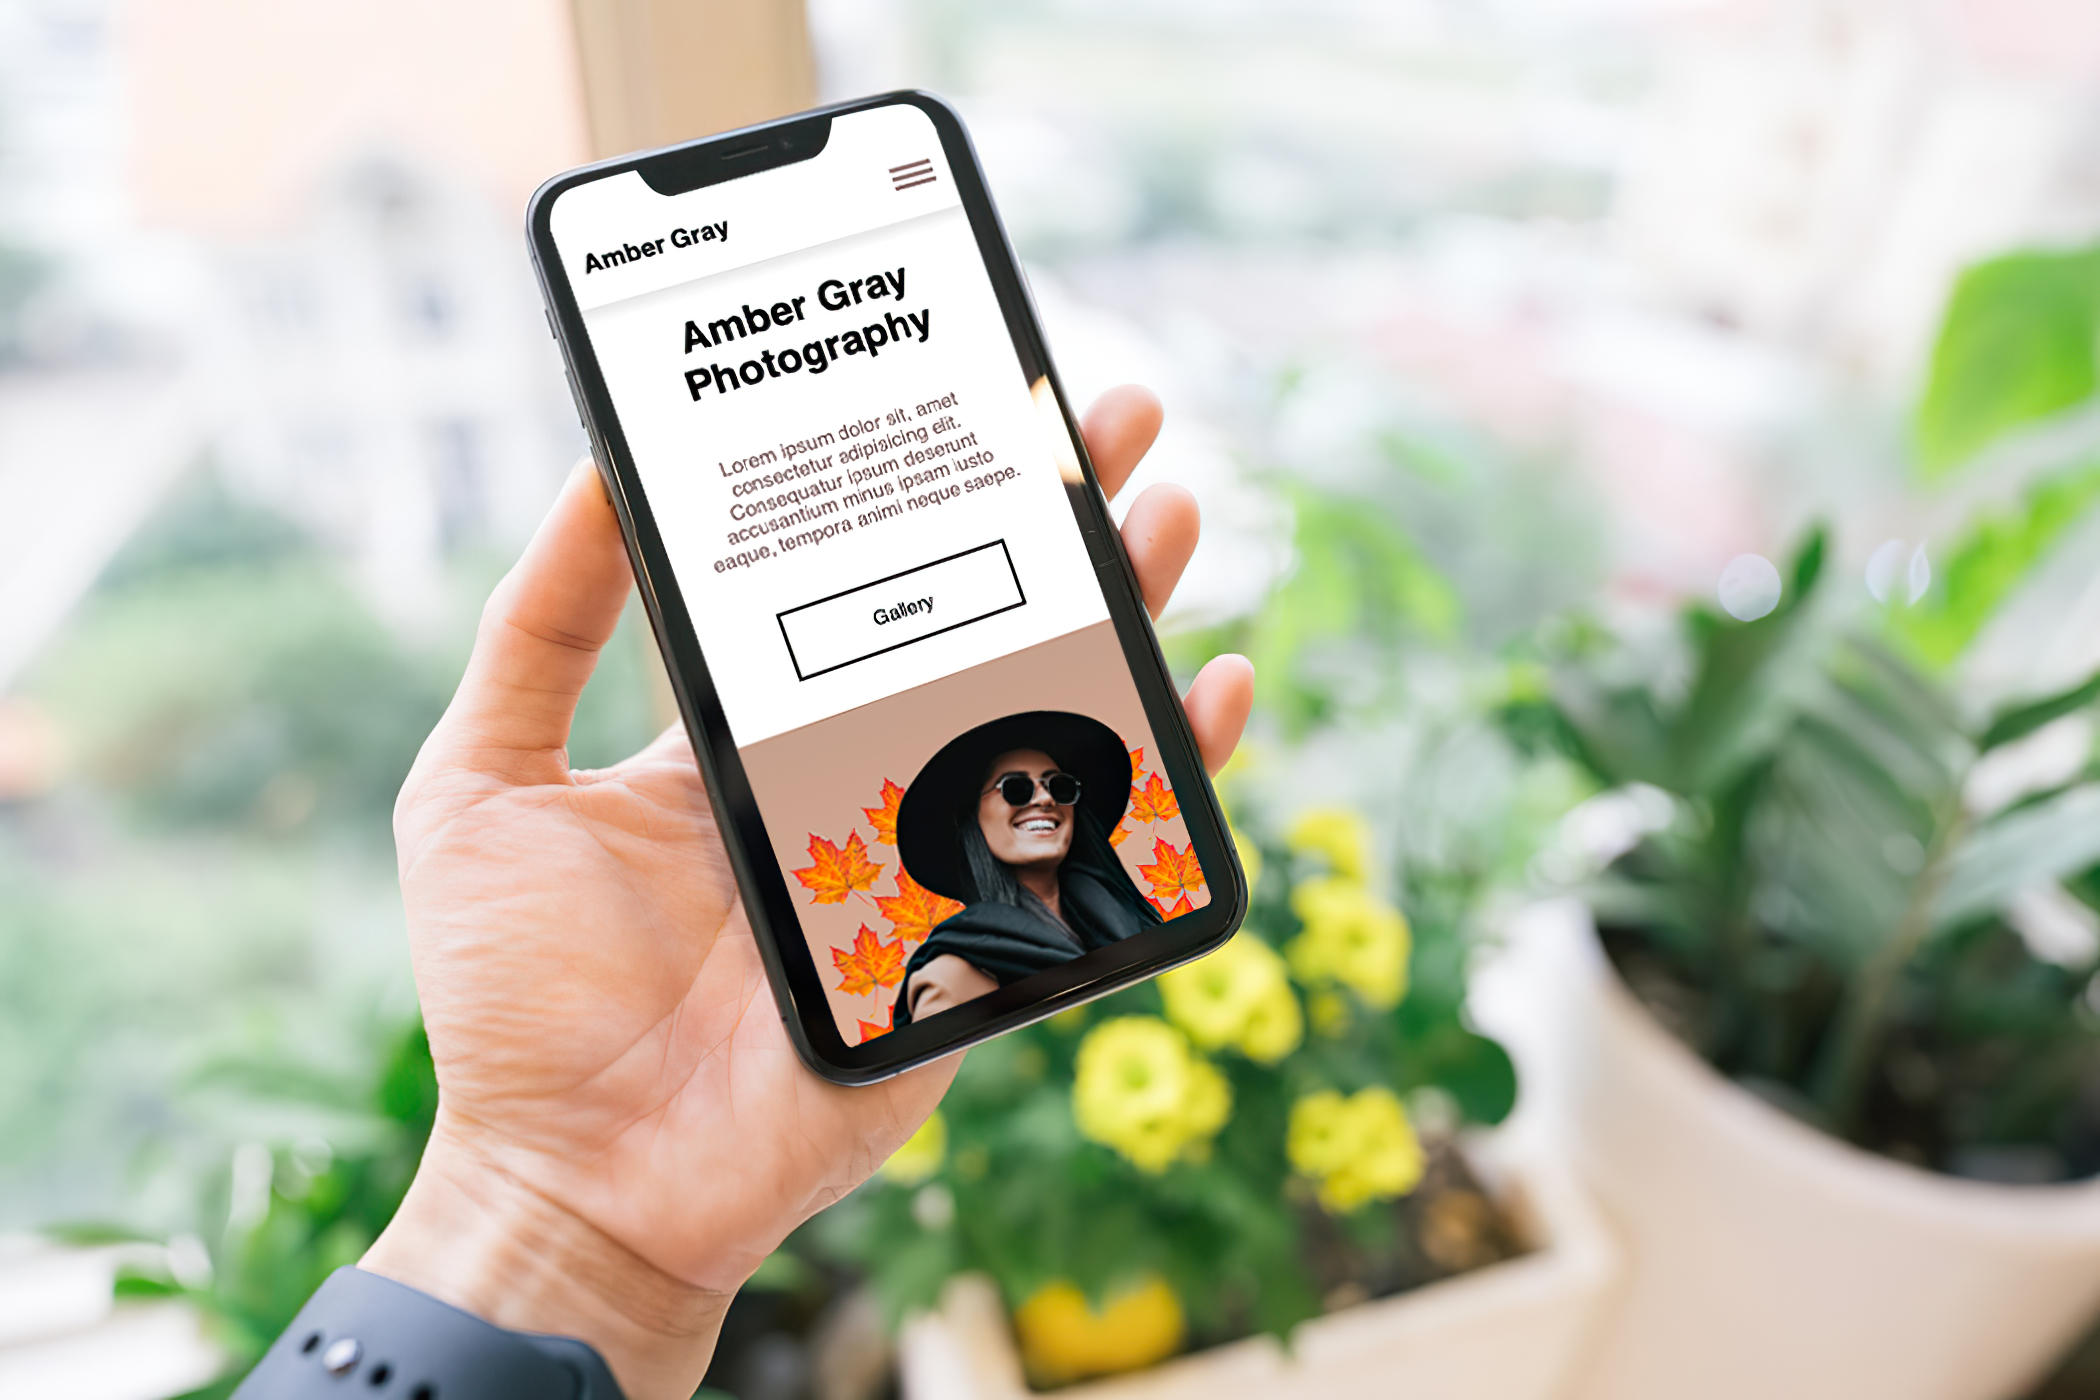 Amber Gray
Amber Gray
Photography
Lorem ipsum dolor sit, amet
consectetur adipisicing elit.
Consequatur ipsum deserunt
accusantium minus ipsam iusto
eaque, tempora animi neque saepe.
Gallery